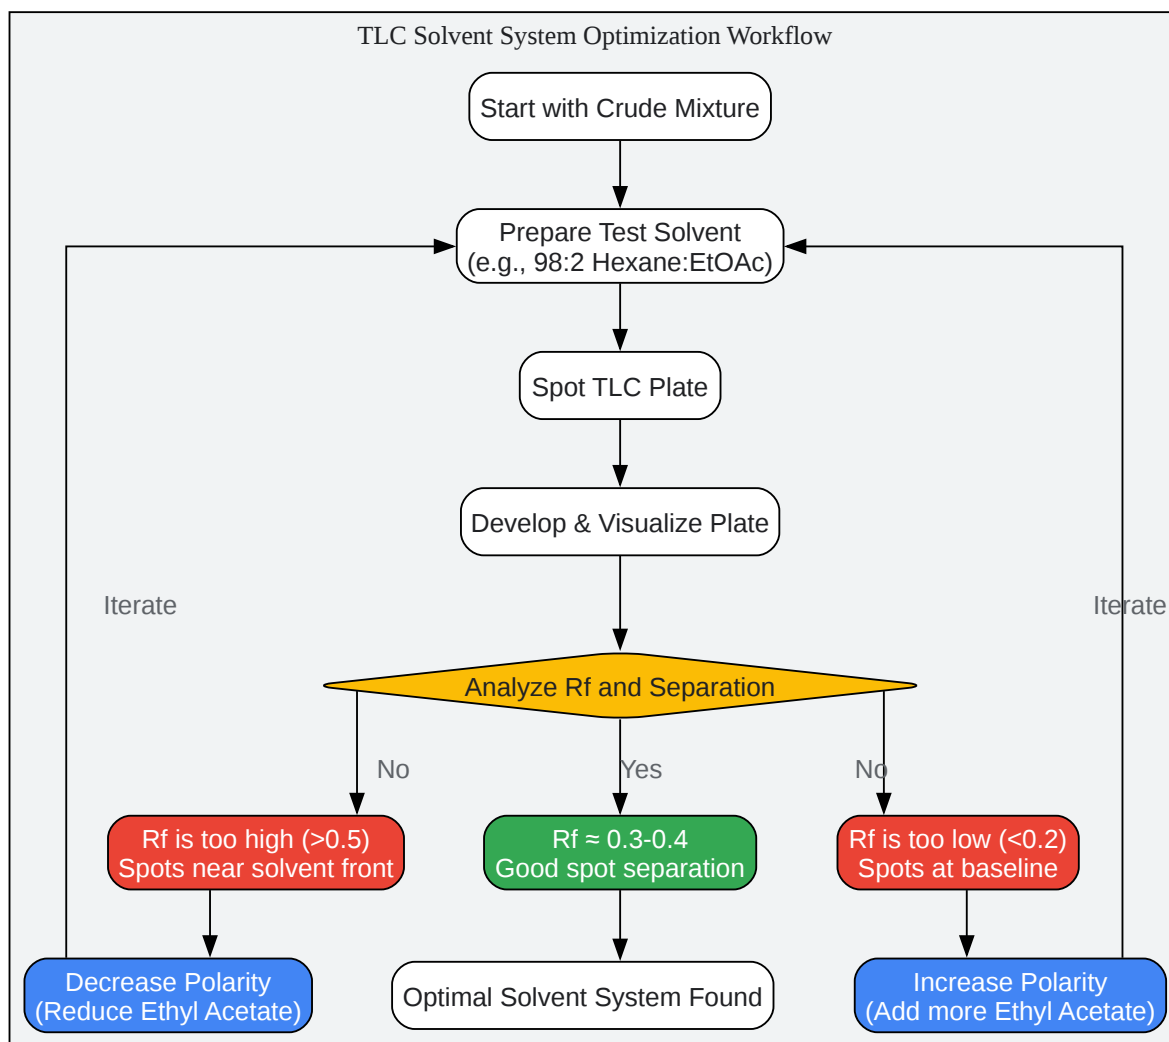 TLC Solvent System Optimization Workflow
Start with Crude Mixture
Prepare Test Solvent
(e.g., 98:2 Hexane:EtOAc)
Spot TLC Plate
Develop & Visualize Plate
Iterate
Iterate
Analyze Rf and Separation
No
Yes
No
Rf is too high (>0.5)
Spots near solvent front
Rf ≈ 0.3-0.4
Good spot separation
Rf is too low (<0.2)
Spots at baseline
Decrease Polarity
(Reduce Ethyl Acetate)
Optimal Solvent System Found
Increase Polarity
(Add more Ethyl Acetate)